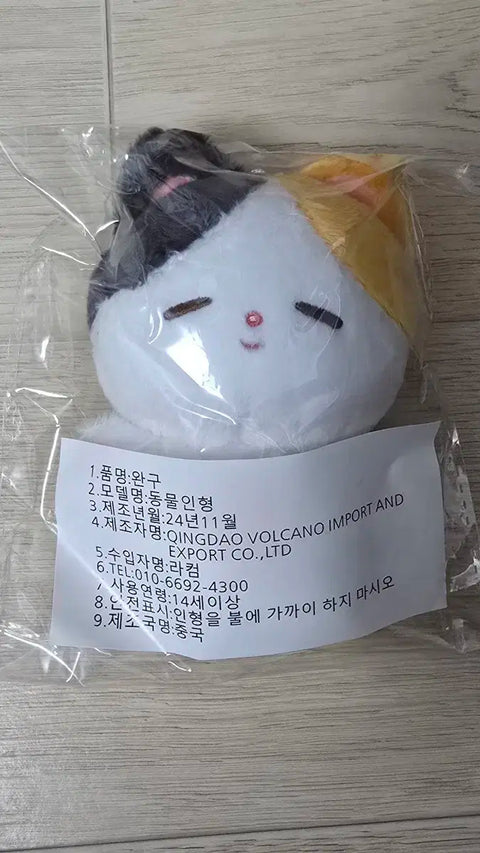 1.품명:완구
2.모델명:동물인형
3.제조년월:24년11월
4.제조자명:QINGDAO VOLCANO IMPORT AND
EXPORT CO.,LTD
5.수입자명:라컴
6.TEL:010-6692-4300
7.사용연령:14세이상
8.안전표시:인형을 불에 가까이 하지 마시오
9.제조국명:중국